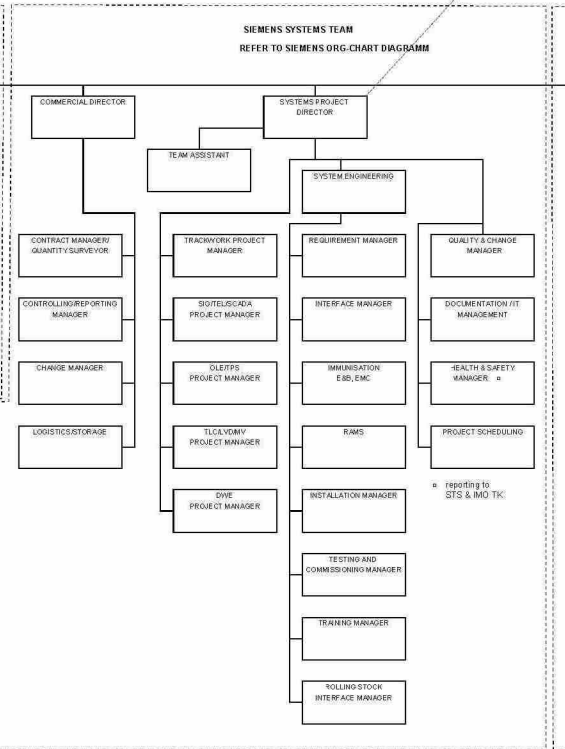 SIEMENS SYSTEMS TEAM
REFER TO SIEMENS ORG-CHART DIAGRAMM
COMMERCIAL DIRECTOR
SYSTEMS PROJECT
DIRECTOR
TEAM ASSISTANT
SYSTEM ENGINEERING
CONTRACT MANAGER/
QUANTITY SURVEYOR
TRACKWORK PROJECT
MANAGER
REQUIREMENT MANAGER
QUALITY & CHANGE
MANAGER
CONTROLLING/REPORTING
MANAGER
SIG/TEL/SCADA
PROJECT MANAGER
INTERFACE MANAGER
DOCUMENTATION / IT
MANAGEMENT
CHANGE MANAGER
OLE/TPS
PROJECT MANAGER
IMMUNISATION
E&B, EMC
HEALTH & SAFETY
MANAGER ¤
LOGISTICS/STORAGE
TLC/LVD/MV
PROJECT MANAGER
RAMS
PROJECT SCHEDULING
¤ reporting to
STS & IMO TK
DWE
PROJECT MANAGER
INSTALLATION MANAGER
TESTING AND
COMMISSIONING MANAGER
TRAINING MANAGER
ROLLING STOCK
INTERFACE MANAGER